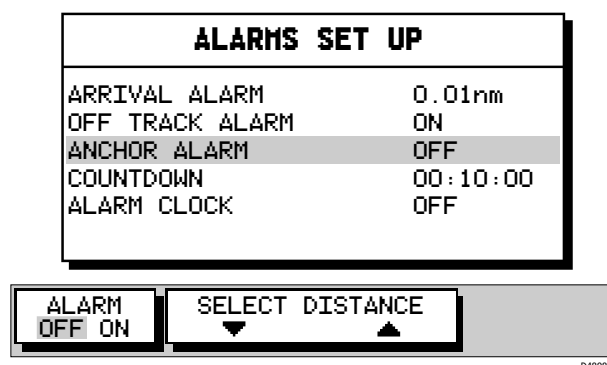 ALARMS SET UP
ARRIVAL ALARM 0.01nm
OFF TRACK ALARM ON
ANCHOR ALARM OFF
COUNTDOWN 00:10:00
ALARM CLOCK OFF
ALARM
OFF ON
SELECT DISTANCE